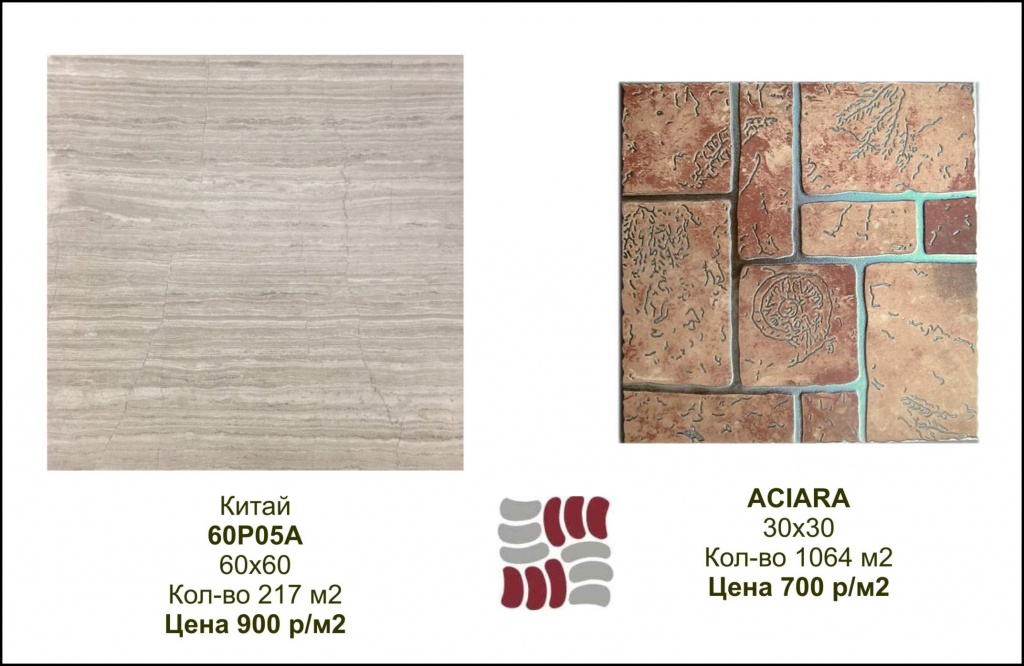 Китай
60P05A
60x60
Кол-во 217 м2
Цена 900 р/м2
ACIARA
30x30
Кол-во 1064 м2
Цена 700 р/м2